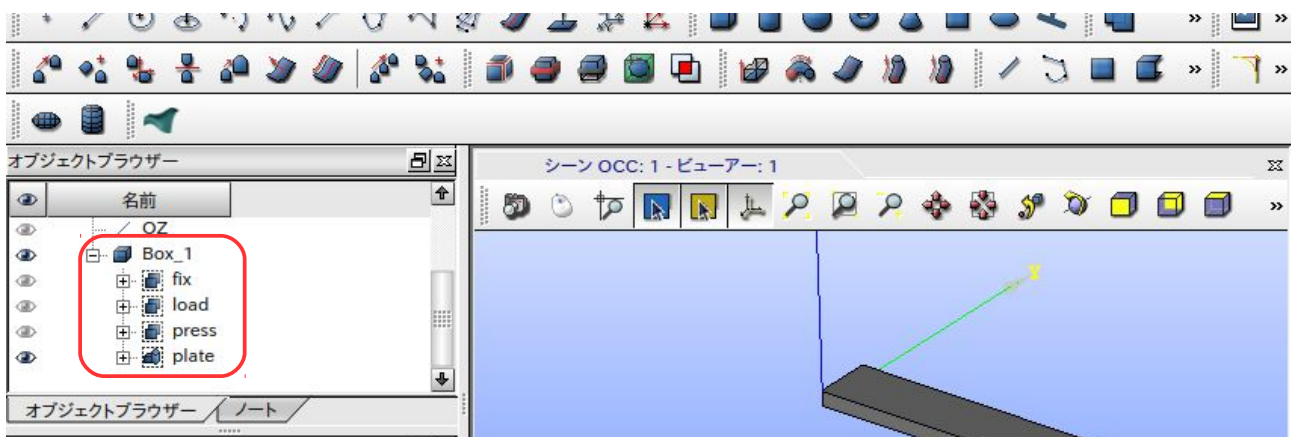 オブジェクトブラウザー
名前
OZ
Box_1
fix
load
press
plate
オブジェクトブラウザー ノート
シーン OCC: 1 - ビューアー: 1
Y